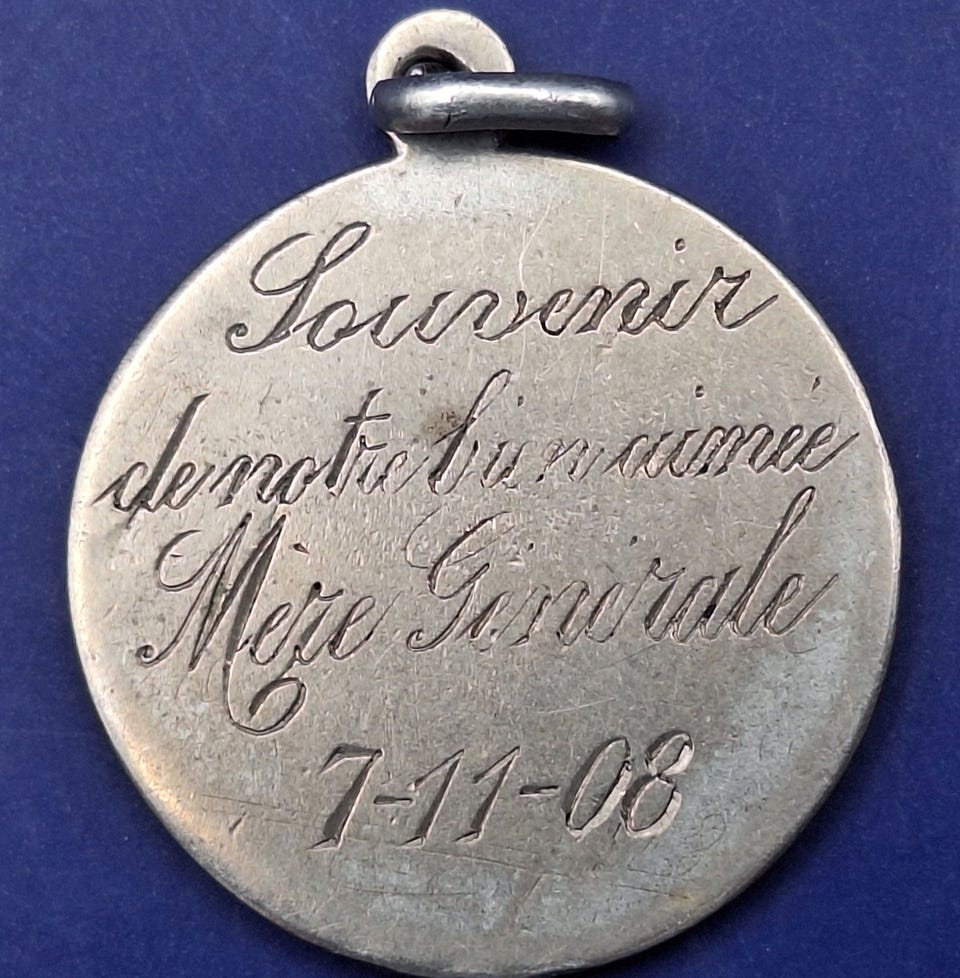 Souvenir
de notre bien aimée
Mère Générale
7-11-08